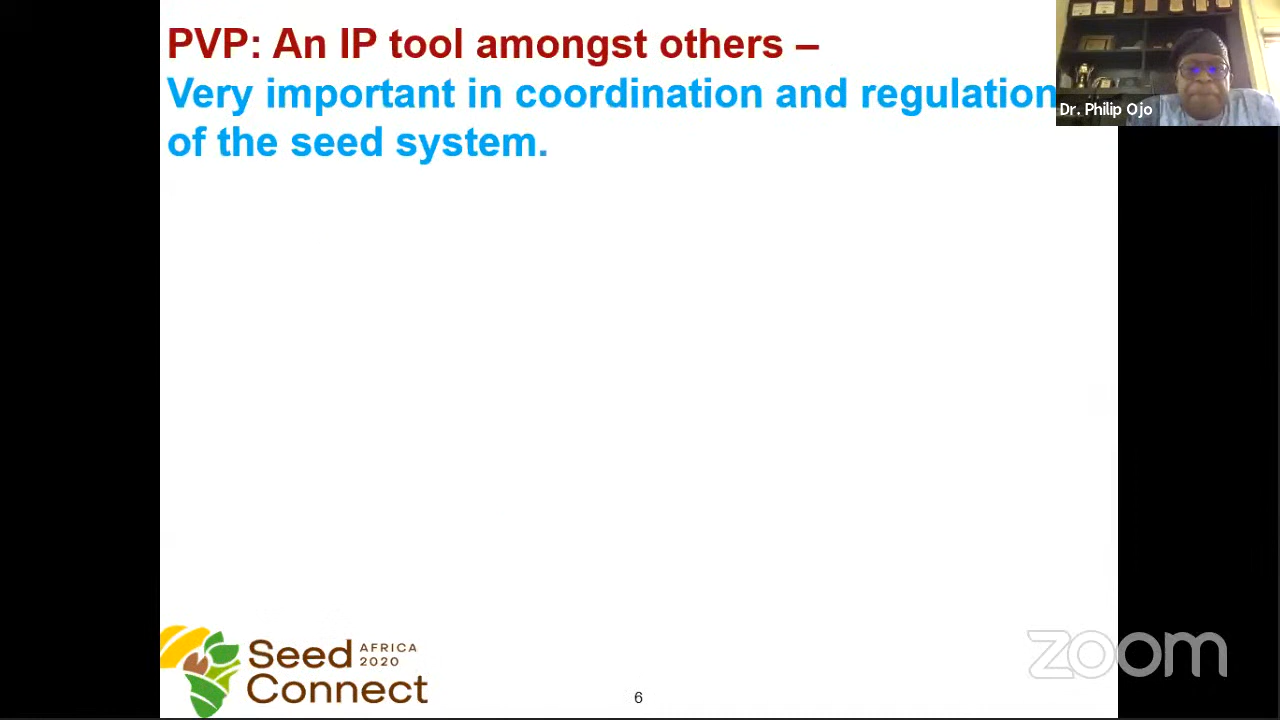 PVP: An IP tool amongst others –
Very important in coordination and regulation
of the seed system.
Dr. Philip Ojo
Seed AFRICA
2020
Connect
6
zoom